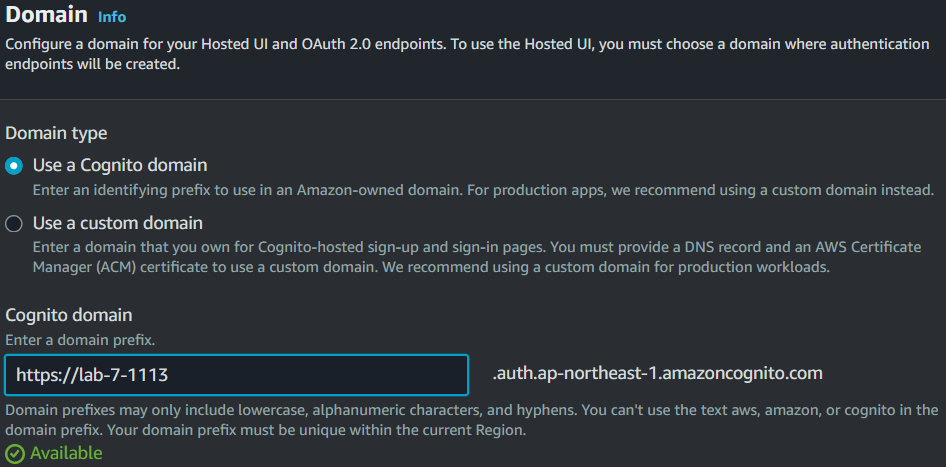 Domain Info
Configure a domain for your Hosted UI and OAuth 2.0 endpoints. To use the Hosted UI, you must choose a domain where authentication
endpoints will be created.
Domain type
Use a Cognito domain
Enter an identifying prefix to use in an Amazon-owned domain. For production apps, we recommend using a custom domain instead.
Use a custom domain
Enter a domain that you own for Cognito-hosted sign-up and sign-in pages. You must provide a DNS record and an AWS Certificate
Manager (ACM) certificate to use a custom domain. We recommend using a custom domain for production workloads.
Cognito domain
Enter a domain prefix.
https://lab-7-1113 .auth.ap-northeast-1.amazoncognito.com
Domain prefixes may only include lowercase, alphanumeric characters, and hyphens. You can't use the text aws, amazon, or cognito in the
domain prefix. Your domain prefix must be unique within the current Region.
Available